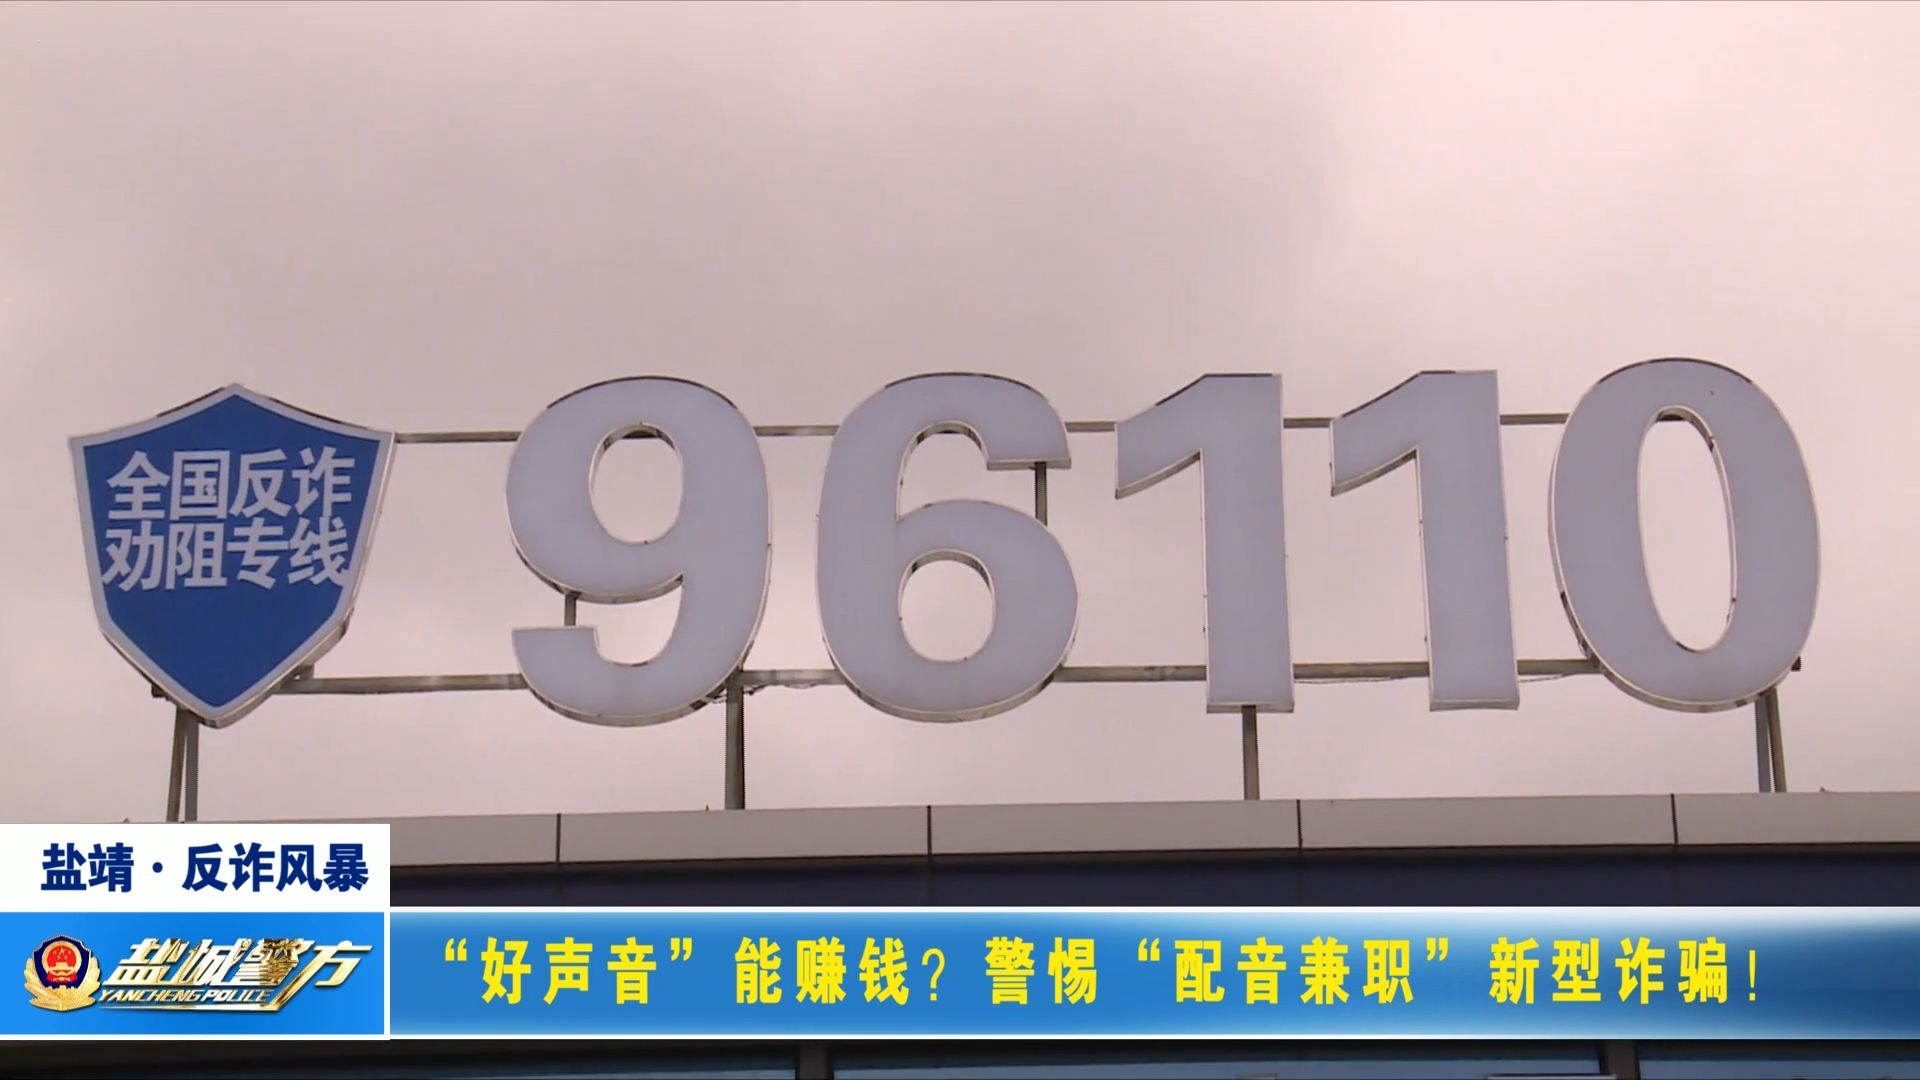 全国反诈
劝阻专线
96110
盐靖·反诈风暴
盐城警方
YANCHENG POLICE
“好声音”能赚钱？警惕“配音兼职”新型诈骗！